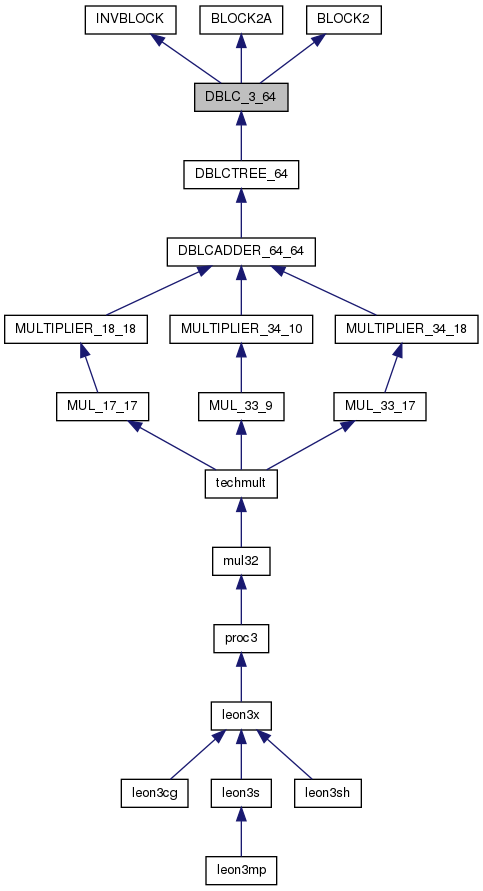 INVBLOCK
BLOCK2A
BLOCK2
DBLC_3_64
DBLCTREE_64
DBLCADDER_64_64
MULTIPLIER_18_18
MULTIPLIER_34_10
MULTIPLIER_34_18
MUL_17_17
MUL_33_9
MUL_33_17
techmult
mul32
proc3
leon3x
leon3cg
leon3s
leon3sh
leon3mp